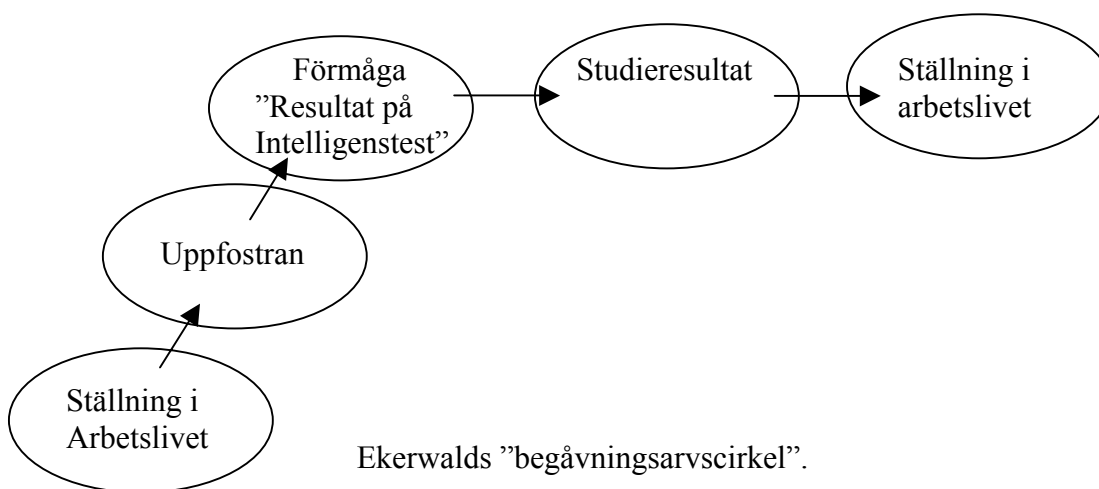 Förmåga
”Resultat på
Intelligenstest”
Studieresultat
Ställning i
arbetslivet
Uppfostran
Ställning i
Arbetslivet
Ekerwalds ”begåvningsarvscirkel”.